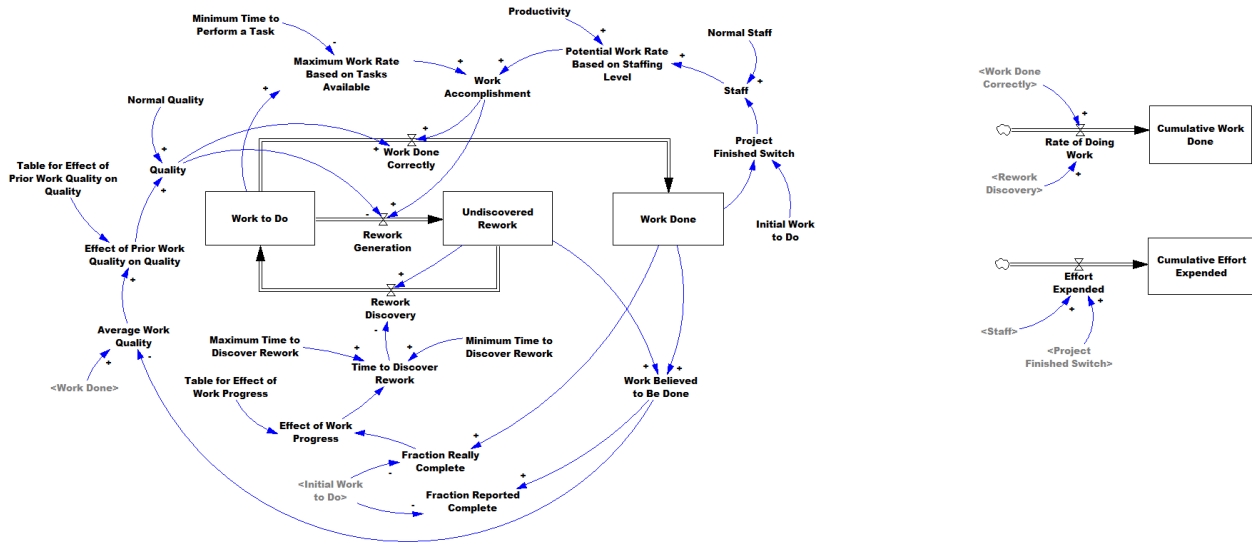 Minimum Time to
Perform a Task
Productivity
Normal Staff
Maximum Work Rate
Based on Tasks
Available
Potential Work Rate
Based on Staffing
Level
Work
Accomplishment
Staff
<Work Done
Correctly>
Normal Quality
Work Done
Correctly
Project
Finished Switch
Rate of Doing
Work
Cumulative Work
Done
Table for Effect of
Prior Work Quality on
Quality
Quality
<Rework
Discovery>
Work to Do
Undiscovered
Rework
Work Done
Initial Work
to Do
Rework
Generation
Effect of Prior Work
Quality on Quality
Cumulative Effort
Expended
Effort
Expended
Rework
Discovery
Average Work
Quality
<Staff>
<Project
Finished Switch>
Maximum Time to
Discover Rework
Minimum Time to
Discover Rework
Time to Discover
Rework
<Work Done>
Table for Effect of
Work Progress
Work Believed
to Be Done
Effect of Work
Progress
Fraction Really
Complete
<Initial Work
to Do>
Fraction Reported
Complete